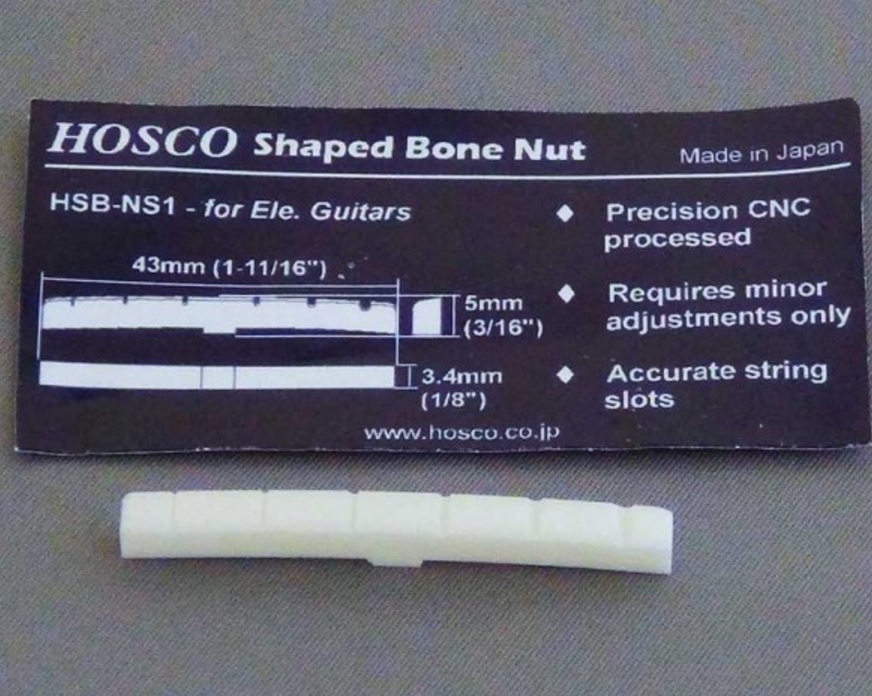 HOSCO Shaped Bone Nut Made in Japan
HSB-NS1 - for Ele. Guitars
43mm (1-11/16")
5mm
(3/16")
3.4mm
(1/8")
◆ Precision CNC
processed
◆ Requires minor
adjustments only
◆ Accurate string
slots
www.hosco.co.jp